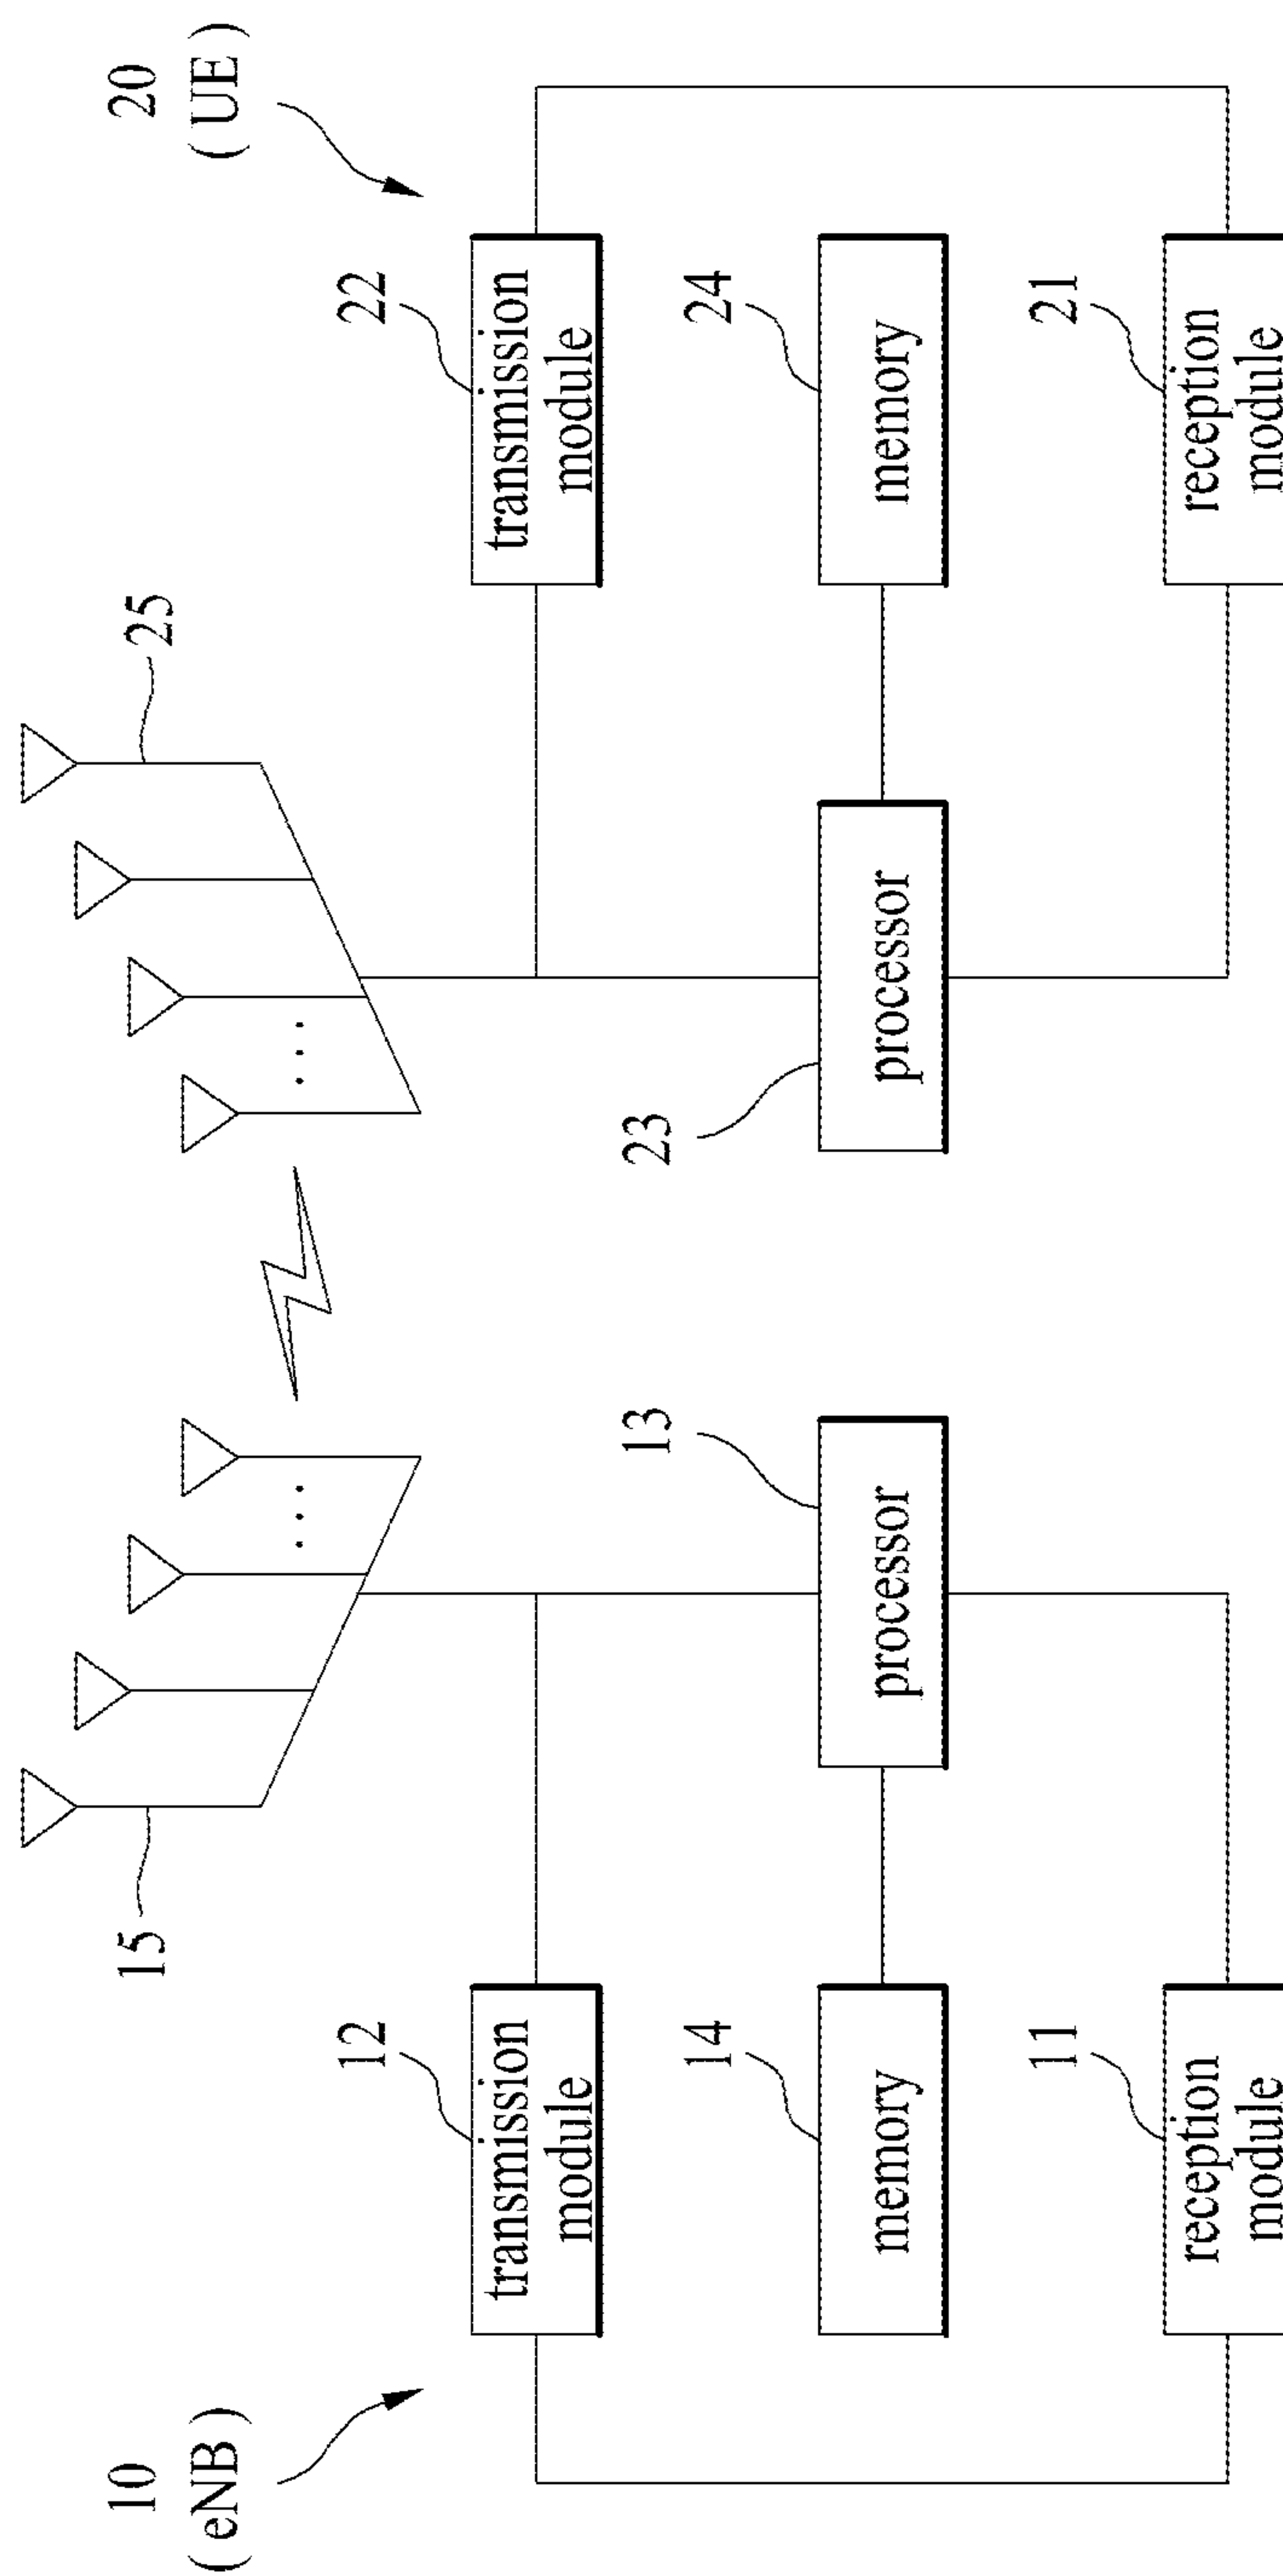 10
( eNB )
20
( UE )
15
25
12
transmission
module
22
transmission
module
14
memory
13
processor
23
processor
24
memory
11
reception
module
21
reception
module